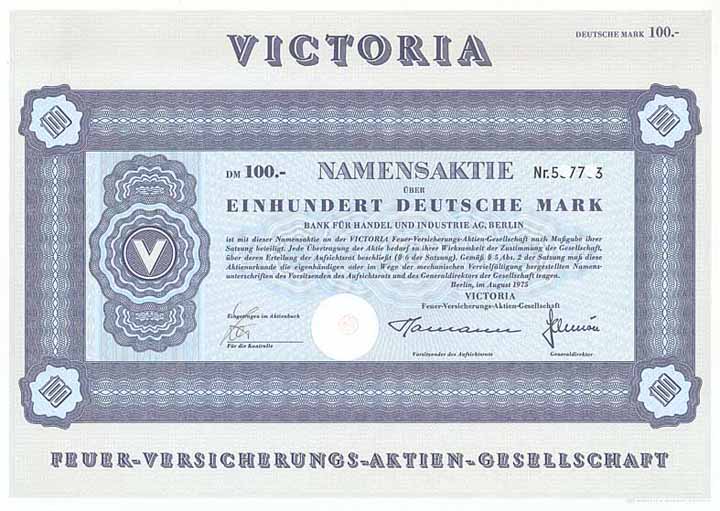 VICTORIA
DEUTSCHE MARK 100.-
100
100
DM 100.- NAMENSAKTIE Nr.5 77 3
ÜBER
EINHUNDERT DEUTSCHE MARK
BANK FÜR HANDEL UND INDUSTRIE AG, BERLIN
ist mit dieser Namensaktie an der VICTORIA Feuer-Versicherungs-Aktien-Gesellschaft nach Maßgabe ihrer
Satzung beteiligt. Jede Übertragung der Aktie bedarf zu ihrer Wirksamkeit der Zustimmung der Gesellschaft,
über deren Erteilung der Aufsichtsrat beschließt (§ 6 der Satzung). Gemäß § 5 Abs. 2 der Satzung muß diese
Aktienurkunde die eigenhändigen oder im Wege der mechanischen Vervielfältigung hergestellten Namens-
unterschriften des Vorsitzenden des Aufsichtsrats und des Generaldirektors der Gesellschaft tragen.
Berlin, im August 1975
V
VICTORIA
Feuer-Versicherungs-Aktien-Gesellschaft
Eingetragen im Aktienbuch
Für die Kontrolle
Hamann
Vorsitzender des Aufsichtsrats
Generaldirektor
100
100
FEUER-VERSICHERUNGS-AKTIEN-GESELLSCHAFT